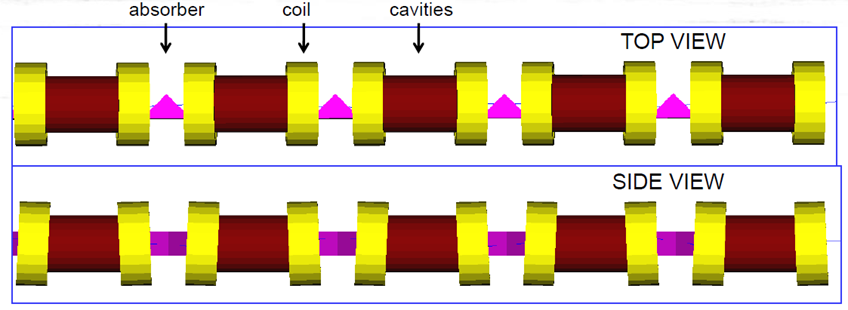 absorber coil cavities
TOP VIEW
SIDE VIEW